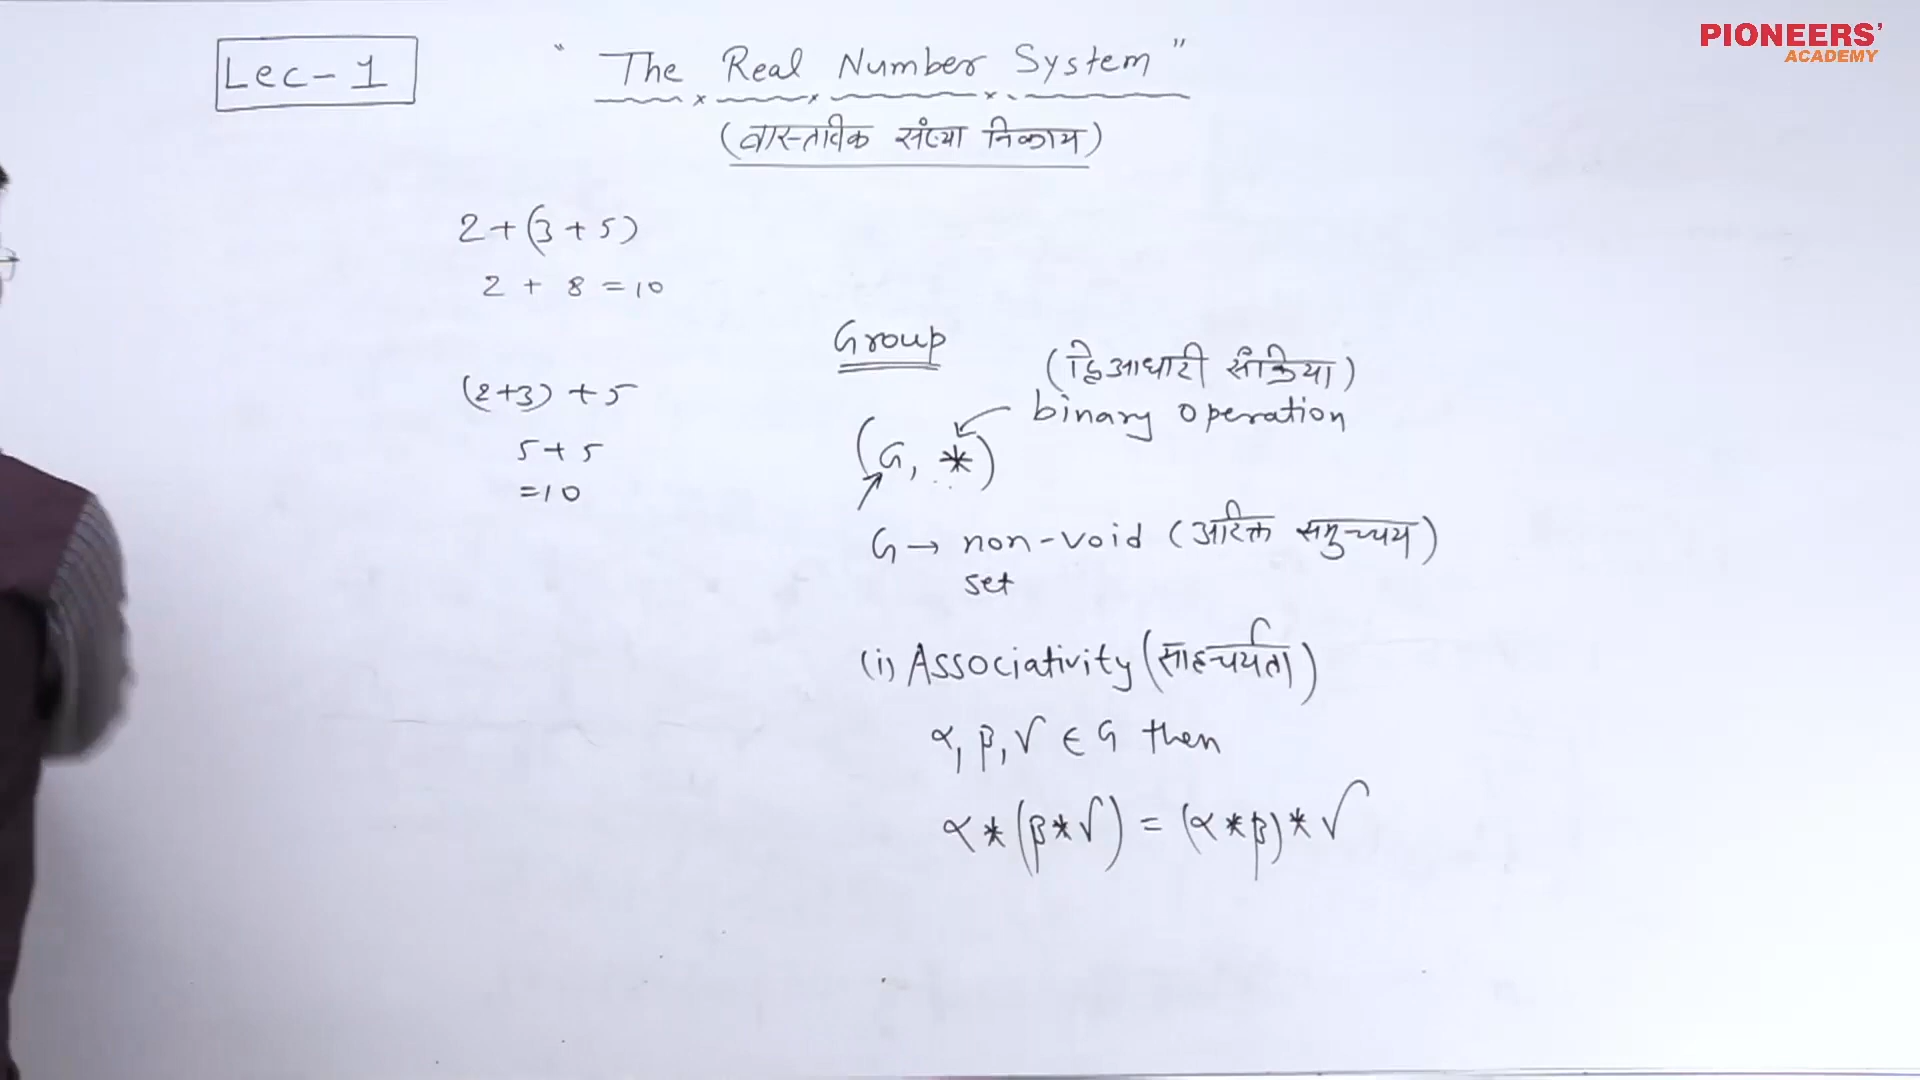 PIONEERS'
ACADEMY
Lec-1
"The Real Number System"
(वास्तविक संख्या निकाय)
2+(3+5)
2 + 8 = 10
(2+3) + 5
5+5
=10
Group
(द्विआधारी संक्रिया)
binary operation
(G, *)
G → non-void (अरिक्त समुच्चय)
set
(i) Associativity (साहचर्यता)
α, β, γ ∈ G then
α*(β*γ) = (α*β)*γ